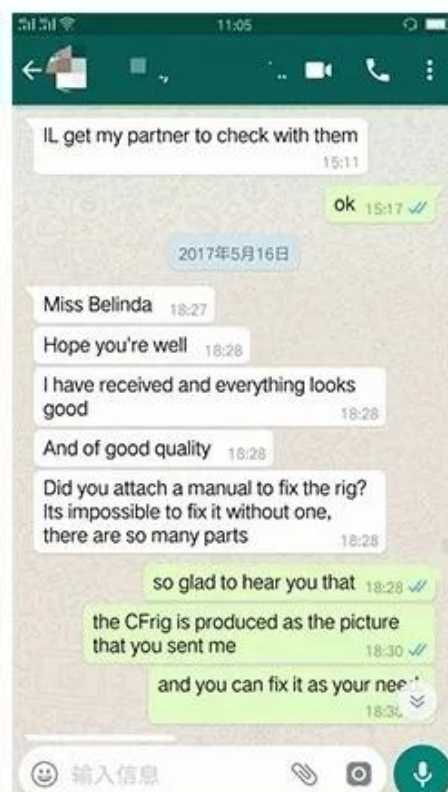 11:05
IL get my partner to check with them
15:11
ok 15:17
2017年5月16日
Miss Belinda 18:27
Hope you're well 18:28
I have received and everything looks
good
18:28
And of good quality 18:28
Did you attach a manual to fix the rig?
Its impossible to fix it without one,
there are so many parts
18:28
so glad to hear you that 18:28
the CFrig is produced as the picture
that you sent me
18:30
and you can fix it as your need
输入信息